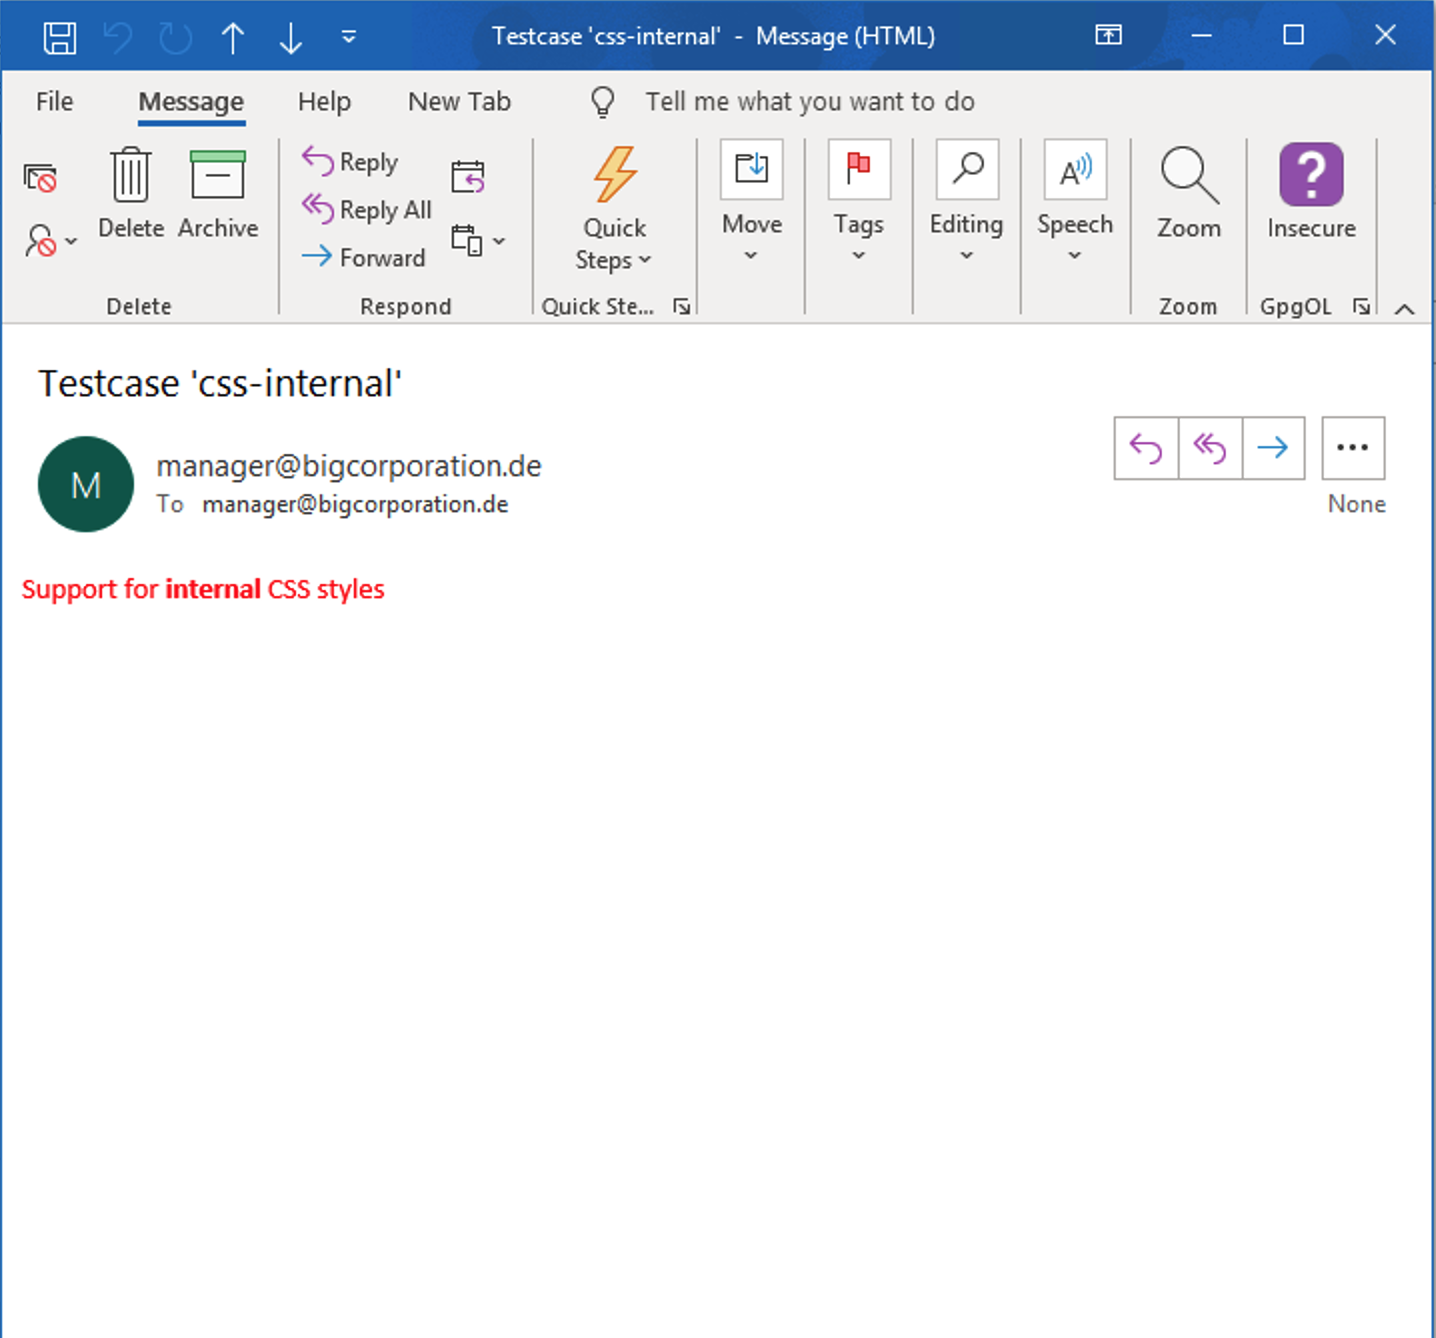 Testcase 'css-internal' - Message (HTML)
File Message Help New Tab Tell me what you want to do
Delete Archive
Reply
Reply All
Forward
Quick Steps
Move
Tags
Editing
Speech
Zoom
Insecure
Delete Respond Quick Ste... Zoom GpgOL
Testcase 'css-internal'
M
manager@bigcorporation.de
To manager@bigcorporation.de
None
Support for internal CSS styles